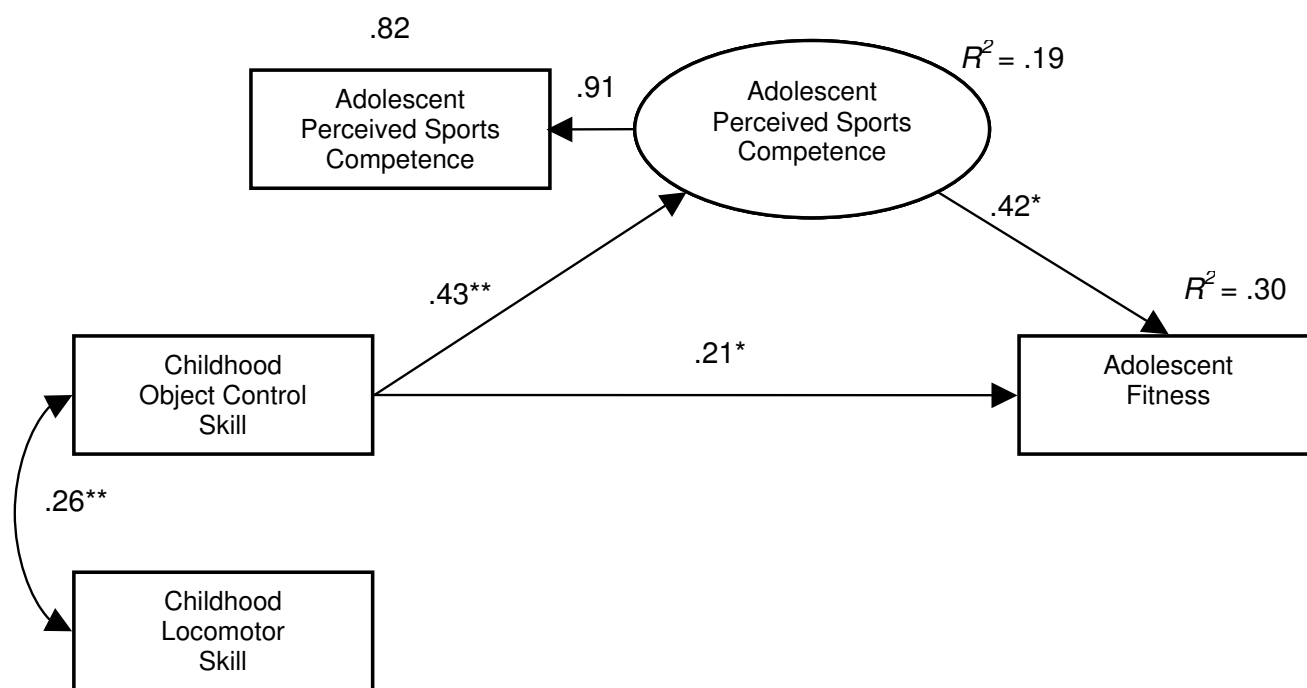 .82
R² = .19
Adolescent
Perceived Sports
Competence
.91
Adolescent
Perceived Sports
Competence
.42*
.43**
R² = .30
.21*
Childhood
Object Control
Skill
Adolescent
Fitness
.26**
Childhood
Locomotor
Skill